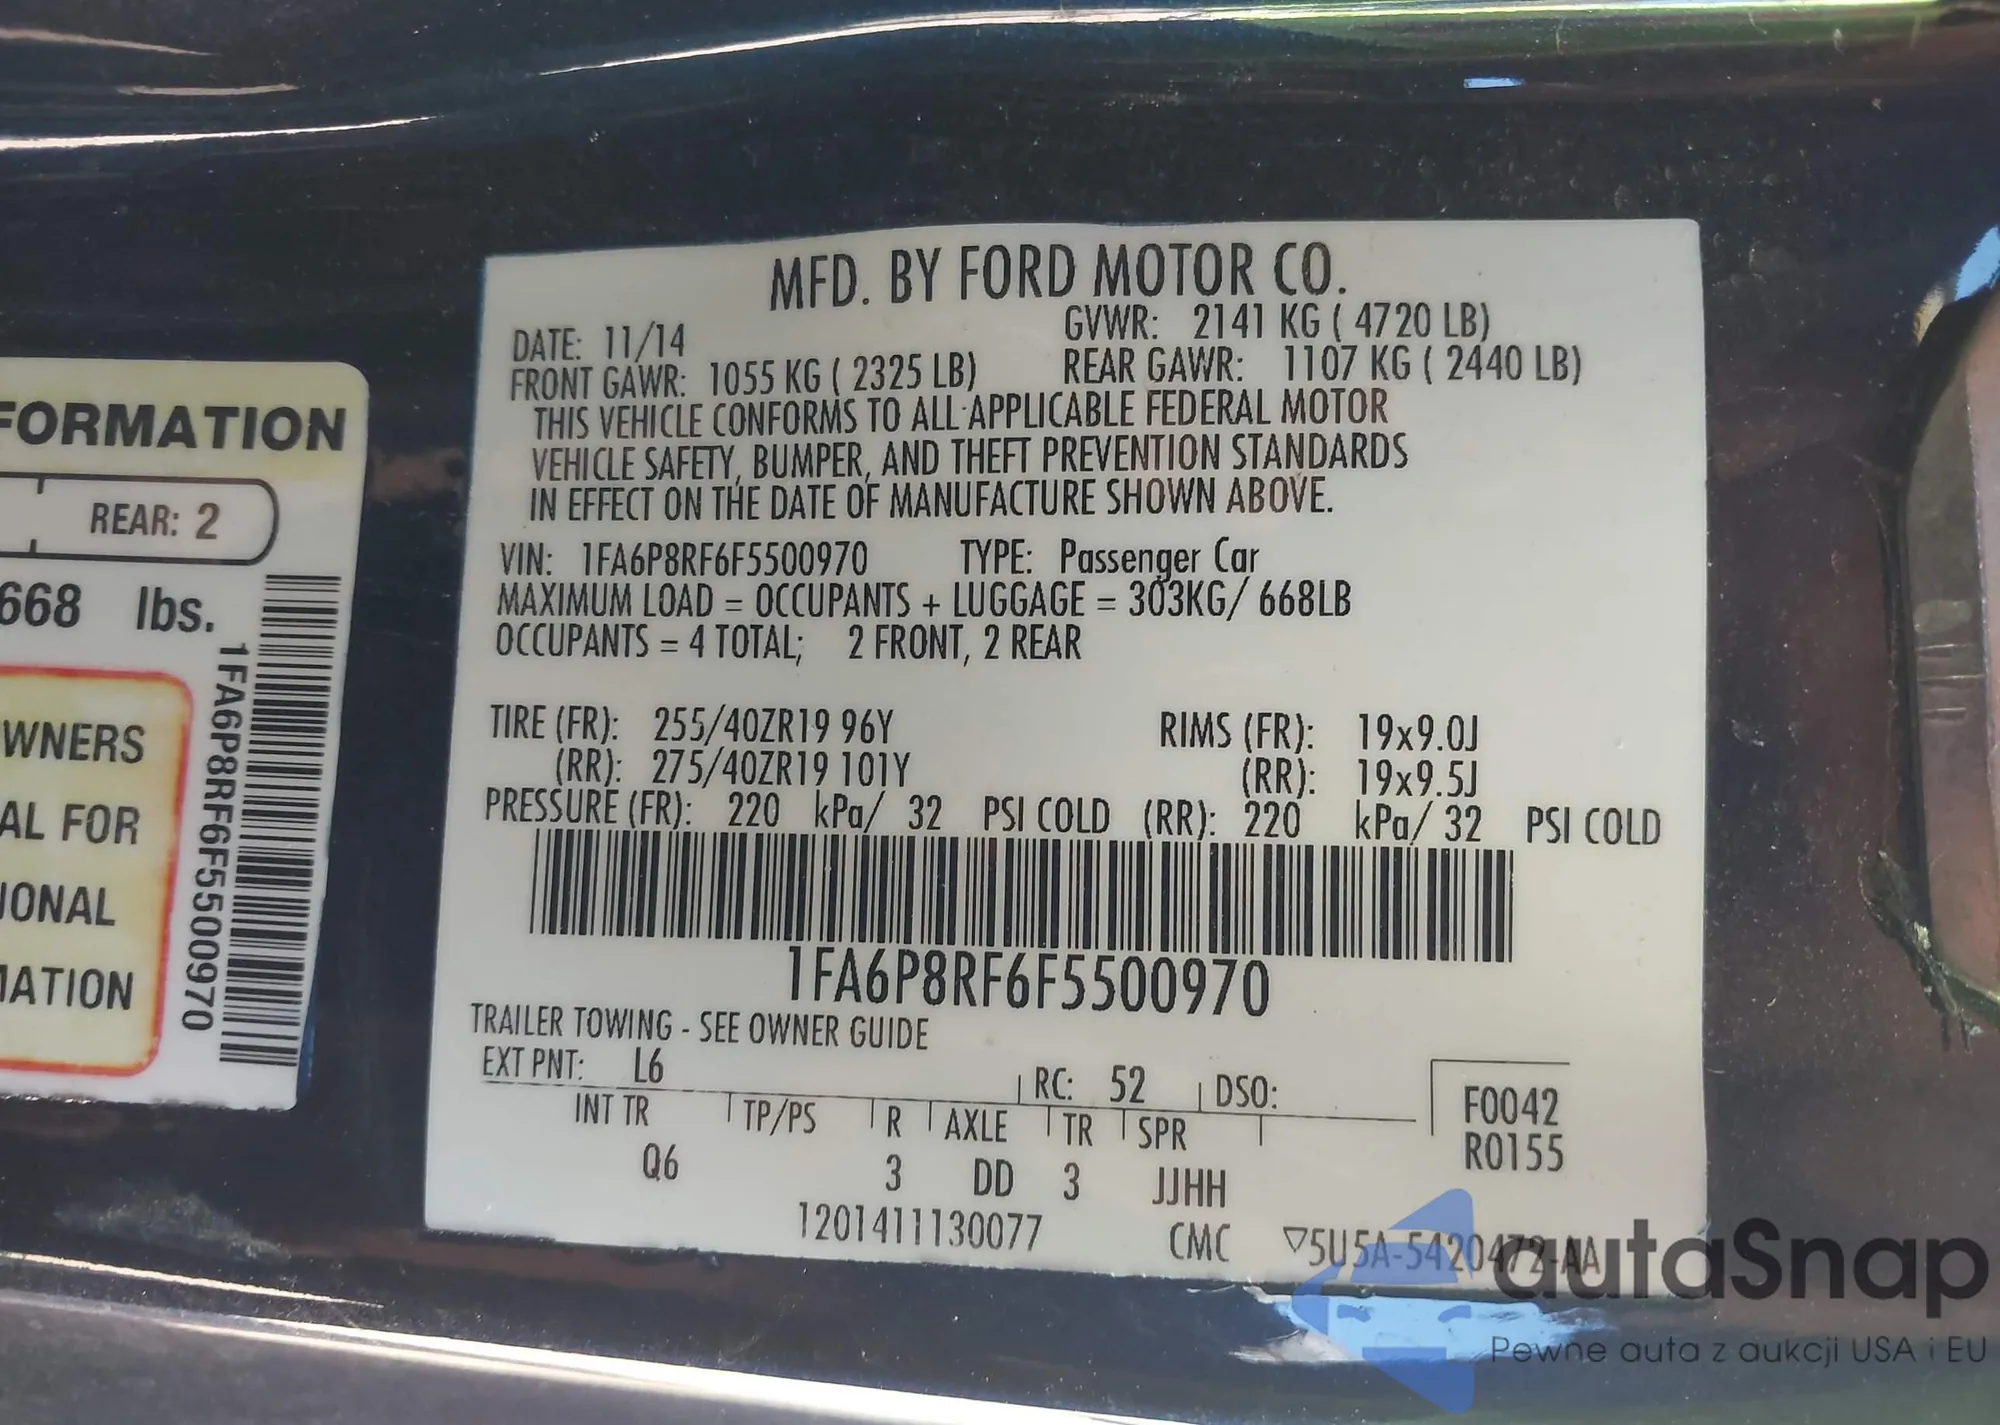 FORMATION
REAR: 2
668 lbs.
WNERS
AL FOR
IONAL
MATION
1FA6P8RF6F5500970
MFD. BY FORD MOTOR CO.
DATE: 11/14 GVWR: 2141 KG ( 4720 LB)
FRONT GAWR: 1055 KG ( 2325 LB) REAR GAWR: 1107 KG ( 2440 LB)
THIS VEHICLE CONFORMS TO ALL APPLICABLE FEDERAL MOTOR
VEHICLE SAFETY, BUMPER, AND THEFT PREVENTION STANDARDS
IN EFFECT ON THE DATE OF MANUFACTURE SHOWN ABOVE.
VIN: 1FA6P8RF6F5500970 TYPE: Passenger Car
MAXIMUM LOAD = OCCUPANTS + LUGGAGE = 303KG/ 668LB
OCCUPANTS = 4 TOTAL; 2 FRONT, 2 REAR
TIRE (FR): 255/40ZR19 96Y RIMS (FR): 19x9.0J
(RR): 275/40ZR19 101Y (RR): 19x9.5J
PRESSURE (FR): 220 kPa/ 32 PSI COLD (RR): 220 kPa/ 32 PSI COLD
1FA6P8RF6F5500970
TRAILER TOWING - SEE OWNER GUIDE
EXT PNT: L6 RC: 52 DSO: F0042
INT TR TP/PS R AXLE TR SPR R0155
Q6 3 DD 3 JJHH
1201411130077 CMC ▽5U5A-5420472-AA
autaSnap
Pewne auta z aukcji USA i EU